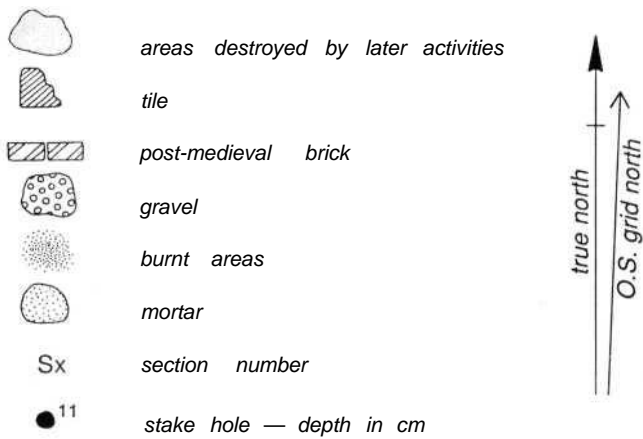 areas destroyed by later activities
tile
post-medieval brick
gravel
burnt areas
mortar
Sx section number
11 stake hole — depth in cm
true north
O.S. grid north